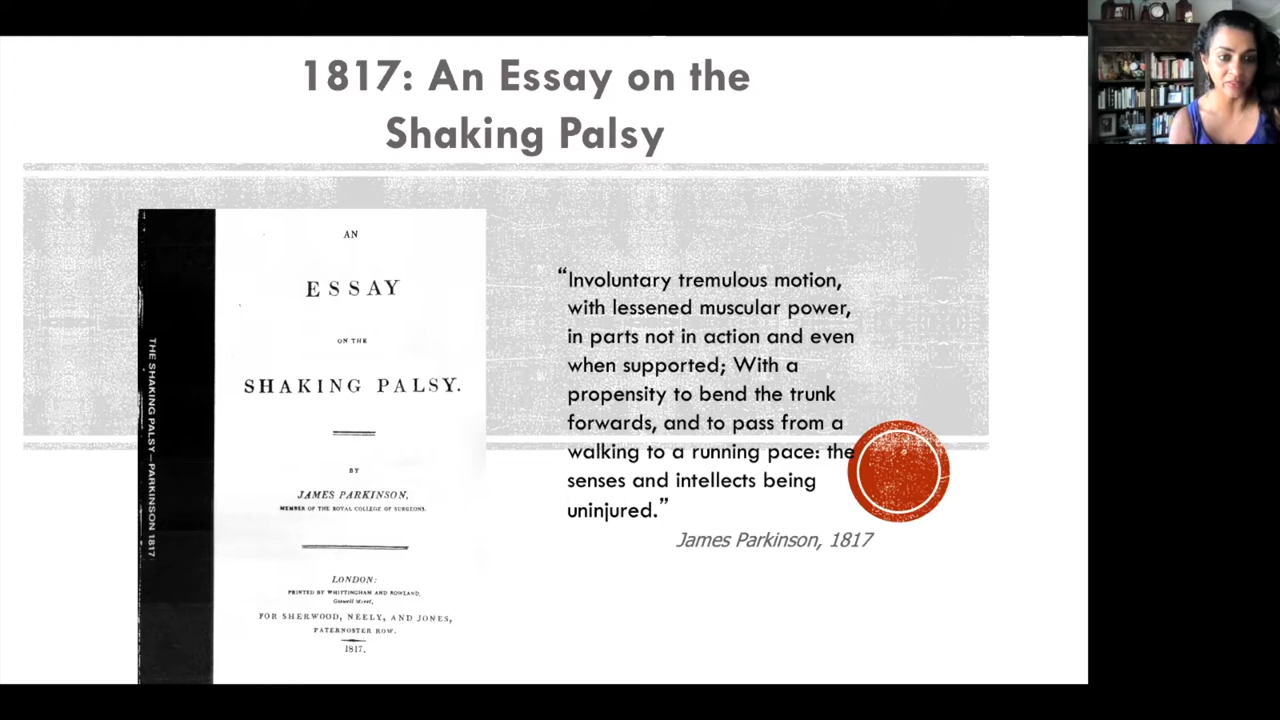 1817: An Essay on the
Shaking Palsy
THE SHAKING PALSY—PARKINSON 1817
AN
ESSAY
ON THE
SHAKING PALSY.
BY
JAMES PARKINSON,
MEMBER OF THE ROYAL COLLEGE OF SURGEONS.
LONDON:
PRINTED BY WHITTINGHAM AND ROWLAND,
Goswell Street,
FOR SHERWOOD, NEELY, AND JONES,
PATERNOSTER ROW.
1817.
“Involuntary tremulous motion,
with lessened muscular power,
in parts not in action and even
when supported; With a
propensity to bend the trunk
forwards, and to pass from a
walking to a running pace: the
senses and intellects being
uninjured.”
James Parkinson, 1817